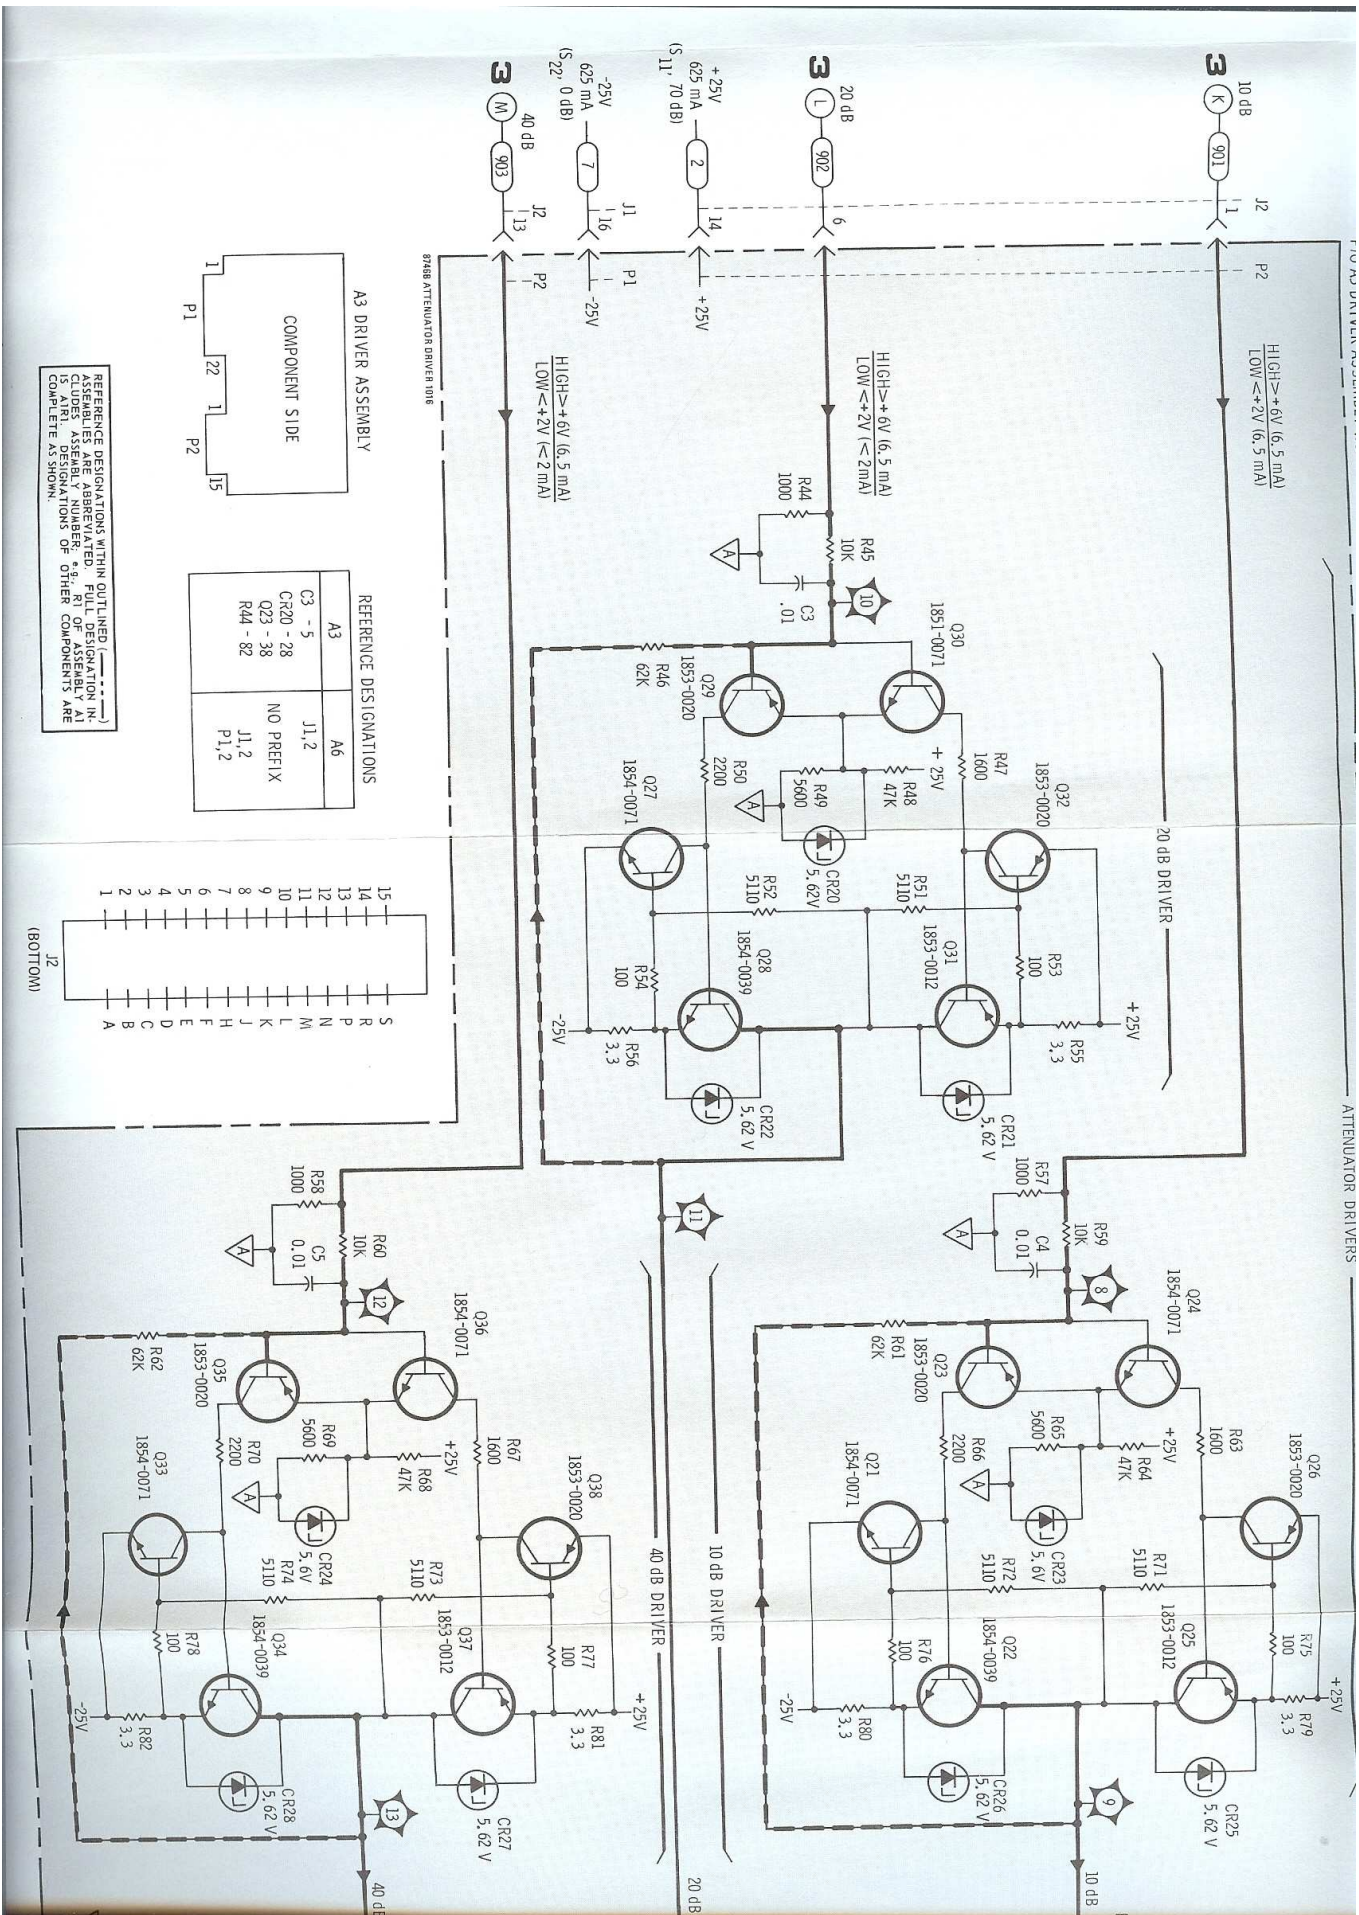 P/O A3 DRIVER ASSEMBLY
ATTENUATOR DRIVERS
3
K
10 dB
901
J2
1
P2
HIGH>+6V (6.5 mA)
LOW<+2V (6.5 mA)
3
L
20 dB
902
6
HIGH>+6V (6.5 mA)
LOW<+2V (<2mA)
+25V
625 mA
(S11, 70 dB)
2
14
+25V
-25V
625 mA
(S22, 0 dB)
7
J1
16
P1
-25V
3
M
40 dB
903
J2
13
P2
HIGH>+6V (6.5 mA)
LOW<+2V (<2 mA)
8746B ATTENUATOR DRIVER 1016
20 dB DRIVER
R44
1000
R45
10K
A
C3
.01
10
Q30
1851-0071
Q29
1853-0020
R46
62K
R47
1600
+25V
R48
47K
R49
5600
A
R50
2200
CR20
5.62V
Q32
1853-0020
Q27
1854-0071
R51
5110
R52
5110
R53
100
R54
100
Q31
1853-0012
Q28
1854-0039
+25V
R55
3.3
-25V
R56
3.3
CR21
5.62 V
CR22
5.62 V
11
20 dB
10 dB DRIVER
R57
1000
R59
10K
A
C4
0.01
8
Q24
1854-0071
Q23
1853-0020
R61
62K
R63
1600
+25V
R64
47K
R65
5600
A
R66
2200
CR23
5.6V
Q26
1853-0020
Q21
1854-0071
R71
5110
R72
5110
R75
100
R76
100
Q25
1853-0012
Q22
1854-0039
+25V
R79
3.3
-25V
R80
3.3
CR25
5.62 V
CR26
5.62 V
9
10 dB
40 dB DRIVER
R58
1000
R60
10K
A
C5
0.01
12
Q36
1854-0071
Q35
1853-0020
R62
62K
R67
1600
+25V
R68
47K
R69
5600
A
R70
2200
CR24
5.6V
Q38
1853-0020
Q33
1854-0071
R73
5110
R74
5110
R77
100
R78
100
Q37
1853-0012
Q34
1854-0039
+25V
R81
3.3
-25V
R82
3.3
CR27
5.62 V
CR28
5.62 V
13
40 dB
A3 DRIVER ASSEMBLY
COMPONENT SIDE
1
22
1
15
P1
P2
REFERENCE DESIGNATIONS
A3
A6
C3 - 5
CR20 - 28
Q23 - 38
R44 - 82
J1,2
NO PREFIX
J1,2
P1,2
REFERENCE DESIGNATIONS WITHIN OUTLINED (— - - —)
ASSEMBLIES ARE ABBREVIATED. FULL DESIGNATION IN-
CLUDES ASSEMBLY NUMBER; e.g., R1 OF ASSEMBLY A1
IS A1R1. DESIGNATIONS OF OTHER COMPONENTS ARE
COMPLETE AS SHOWN.
15 S
14 R
13 P
12 N
11 M
10 L
9 K
8 J
7 H
6 F
5 E
4 D
3 C
2 B
1 A
J2
(BOTTOM)